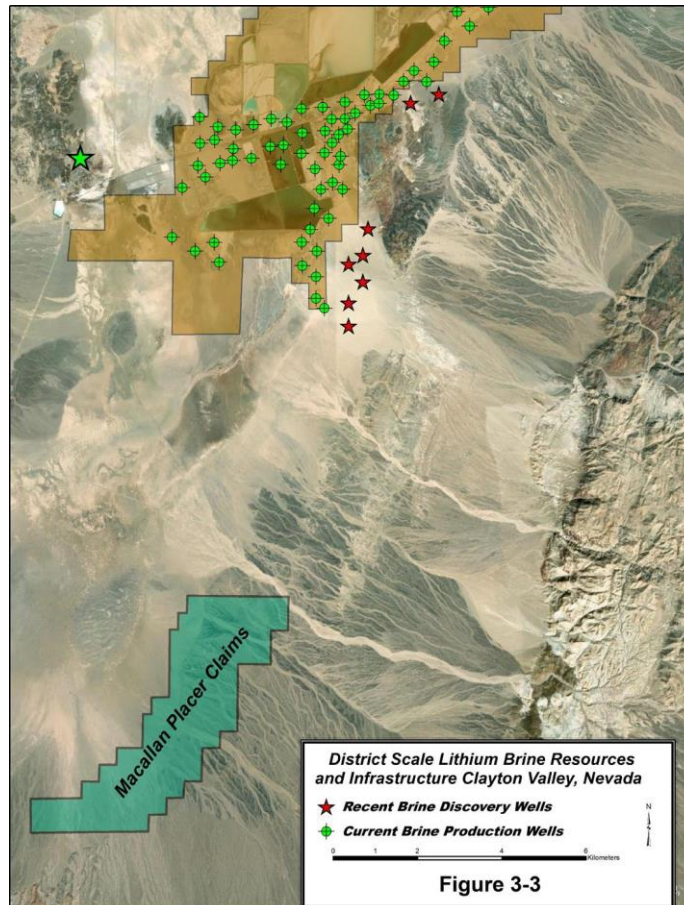 Macallan Placer Claims
District Scale Lithium Brine Resources
and Infrastructure Clayton Valley, Nevada
Recent Brine Discovery Wells
N
Current Brine Production Wells
0 1 2 4 6
Kilometers
Figure 3-3